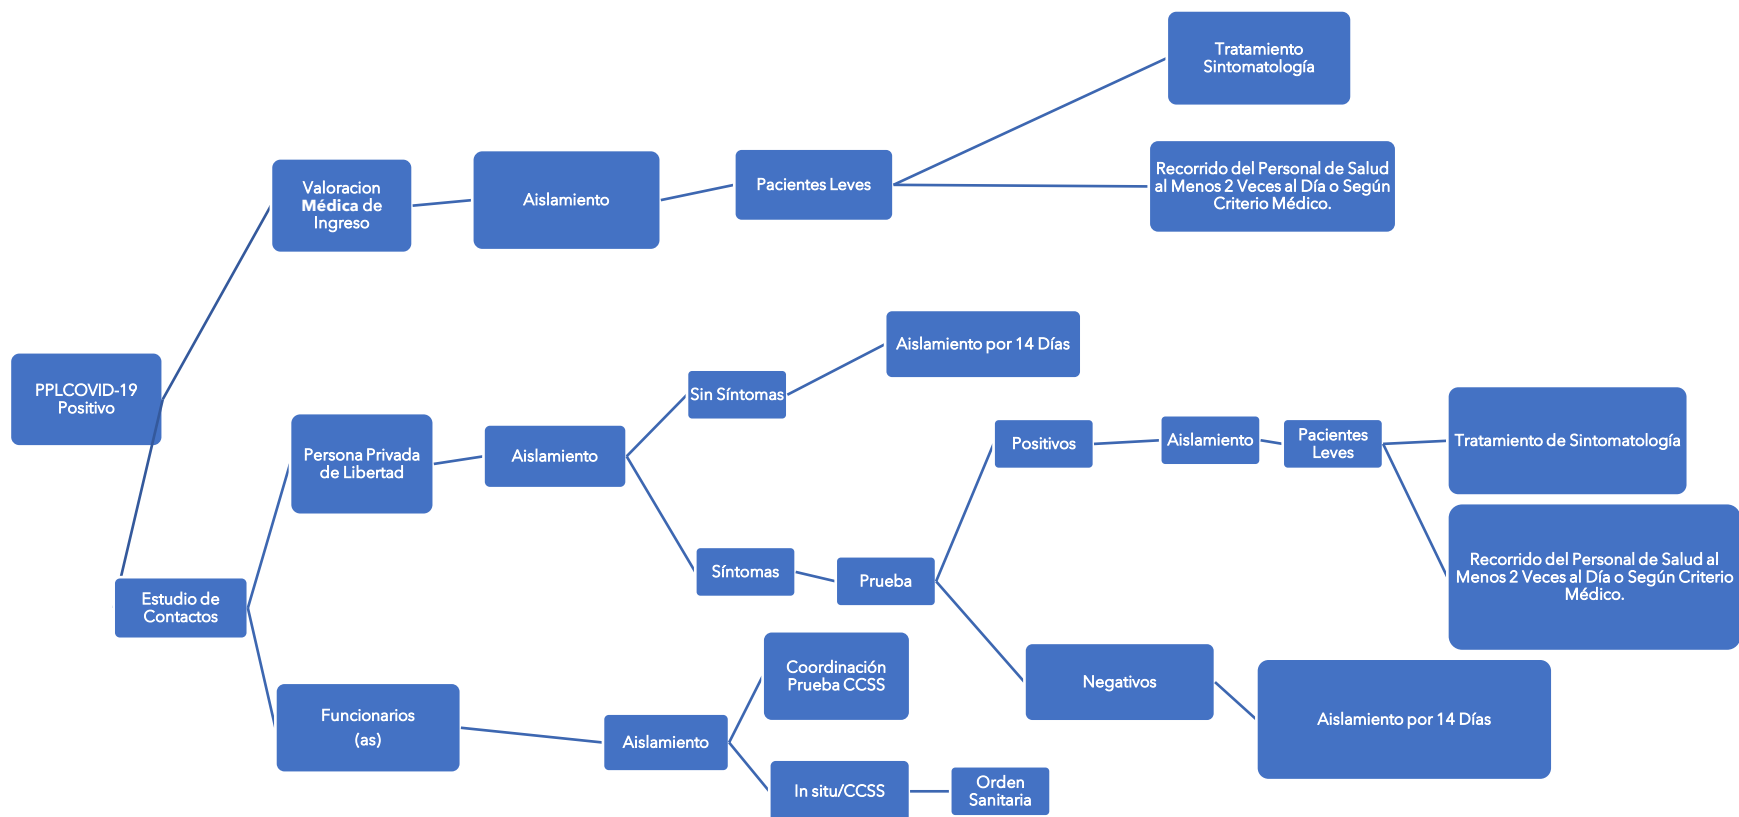 Tratamiento
Sintomatología
Recorrido del Personal de Salud
al Menos 2 Veces al Día o Según
Criterio Médico.
Valoracion
Médica de
Ingreso
Aislamiento
Pacientes Leves
Aislamiento por 14 Días
Sin Síntomas
PPLCOVID-19
Positivo
Persona Privada
de Libertad
Aislamiento
Positivos
Aislamiento
Pacientes
Leves
Tratamiento de Sintomatología
Síntomas
Prueba
Recorrido del Personal de Salud al
Menos 2 Veces al Día o Según Criterio
Médico.
Estudio de
Contactos
Coordinación
Prueba CCSS
Negativos
Aislamiento por 14 Días
Funcionarios
(as)
Aislamiento
In situ/CCSS
Orden
Sanitaria